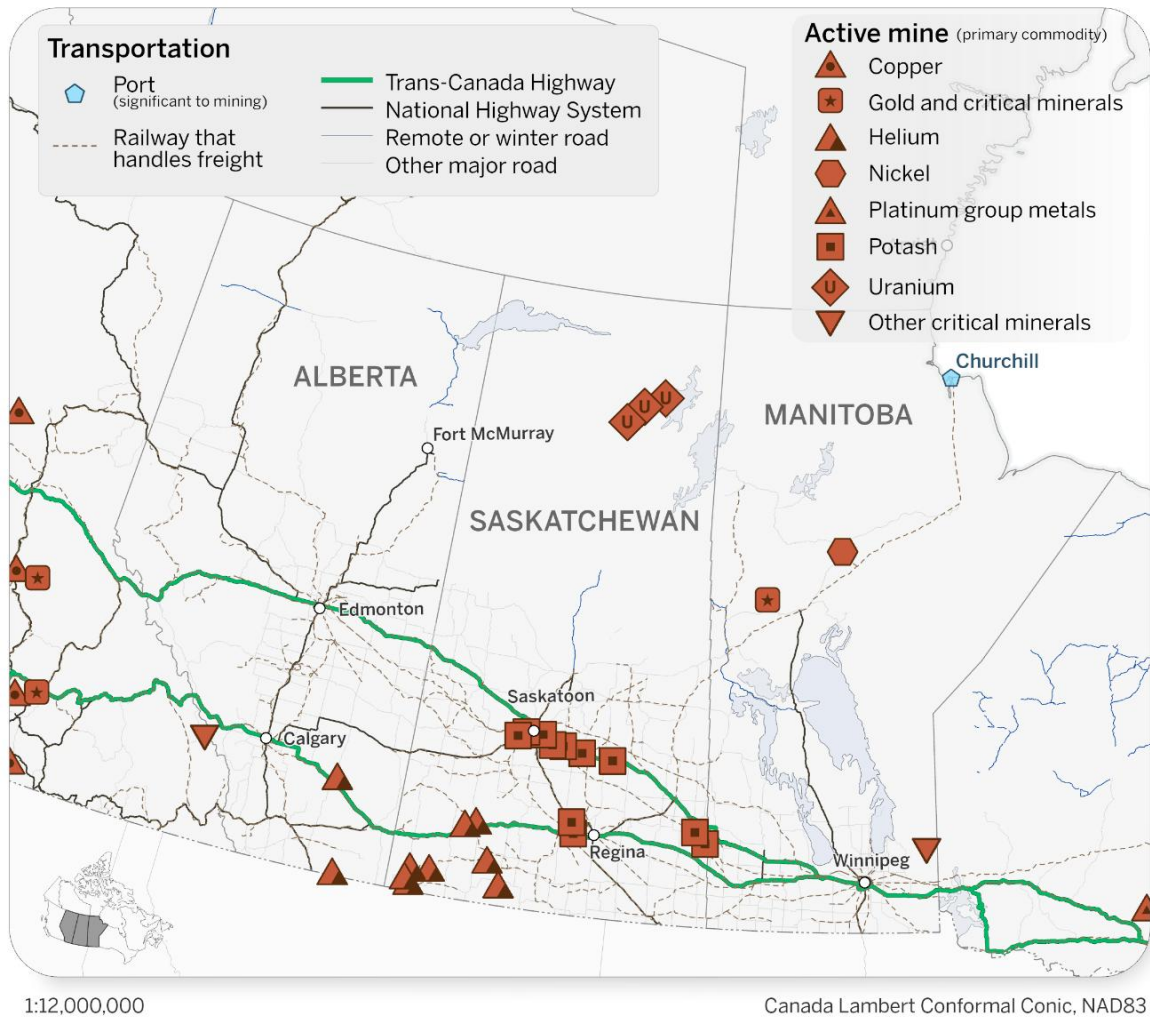 Transportation
Port
(significant to mining)
Railway that
handles freight
Trans-Canada Highway
National Highway System
Remote or winter road
Other major road
Active mine (primary commodity)
Copper
Gold and critical minerals
Helium
Nickel
Platinum group metals
Potash
U Uranium
Other critical minerals
Churchill
ALBERTA
MANITOBA
U U U
Fort McMurray
SASKATCHEWAN
Edmonton
Saskatoon
Calgary
Regina
Winnipeg
1:12,000,000
Canada Lambert Conformal Conic, NAD83